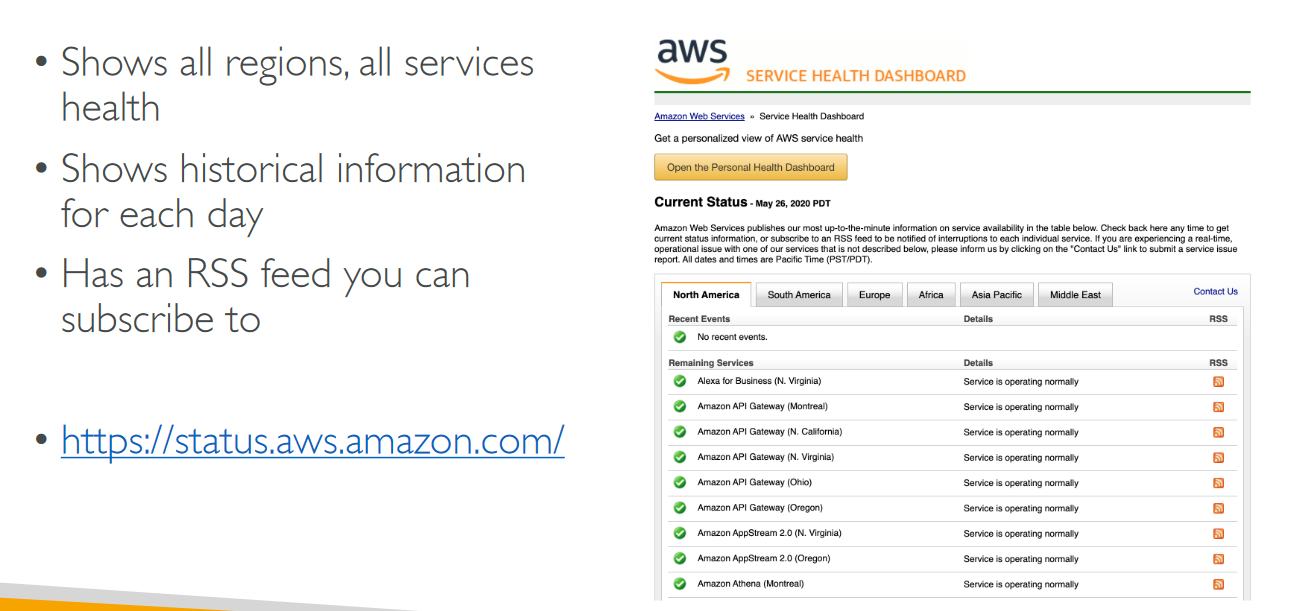 • Shows all regions, all services
health
• Shows historical information
for each day
• Has an RSS feed you can
subscribe to
• https://status.aws.amazon.com/
aws
SERVICE HEALTH DASHBOARD
Amazon Web Services » Service Health Dashboard
Get a personalized view of AWS service health
Open the Personal Health Dashboard
Current Status - May 26, 2020 PDT
Amazon Web Services publishes our most up-to-the-minute information on service availability in the table below. Check back here any time to get
current status information, or subscribe to an RSS feed to be notified of interruptions to each individual service. If you are experiencing a real-time,
operational issue with one of our services that is not described below, please inform us by clicking on the "Contact Us" link to submit a service issue
report. All dates and times are Pacific Time (PST/PDT).
North America South America Europe Africa Asia Pacific Middle East Contact Us
Recent Events Details RSS
No recent events.
Remaining Services Details RSS
Alexa for Business (N. Virginia) Service is operating normally
Amazon API Gateway (Montreal) Service is operating normally
Amazon API Gateway (N. California) Service is operating normally
Amazon API Gateway (N. Virginia) Service is operating normally
Amazon API Gateway (Ohio) Service is operating normally
Amazon API Gateway (Oregon) Service is operating normally
Amazon AppStream 2.0 (N. Virginia) Service is operating normally
Amazon AppStream 2.0 (Oregon) Service is operating normally
Amazon Athena (Montreal) Service is operating normally